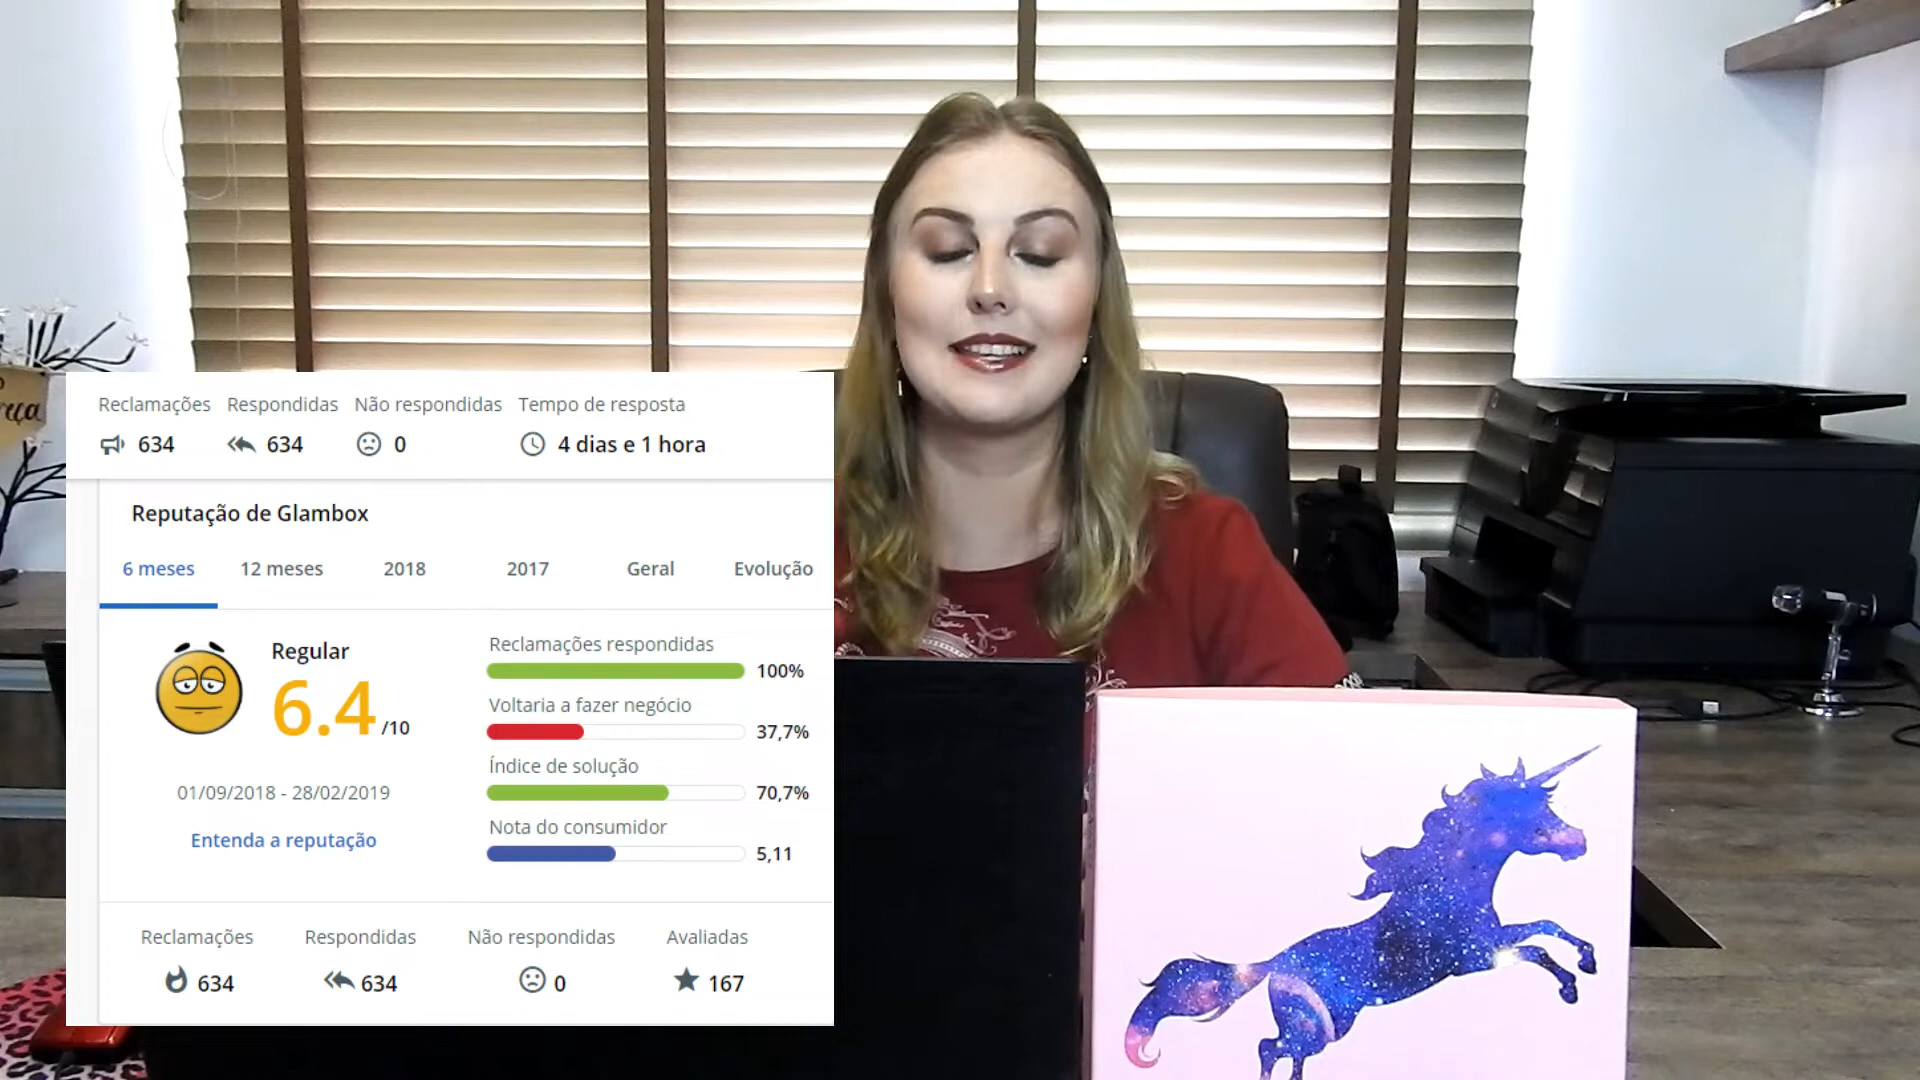 Reclamações Respondidas Não respondidas Tempo de resposta
634 634 0 4 dias e 1 hora
Reputação de Glambox
6 meses 12 meses 2018 2017 Geral Evolução
Regular
6.4 /10
01/09/2018 - 28/02/2019
Entenda a reputação
Reclamações respondidas
100%
Voltaria a fazer negócio
37,7%
Índice de solução
70,7%
Nota do consumidor
5,11
Reclamações Respondidas Não respondidas Avaliadas
634 634 0 167